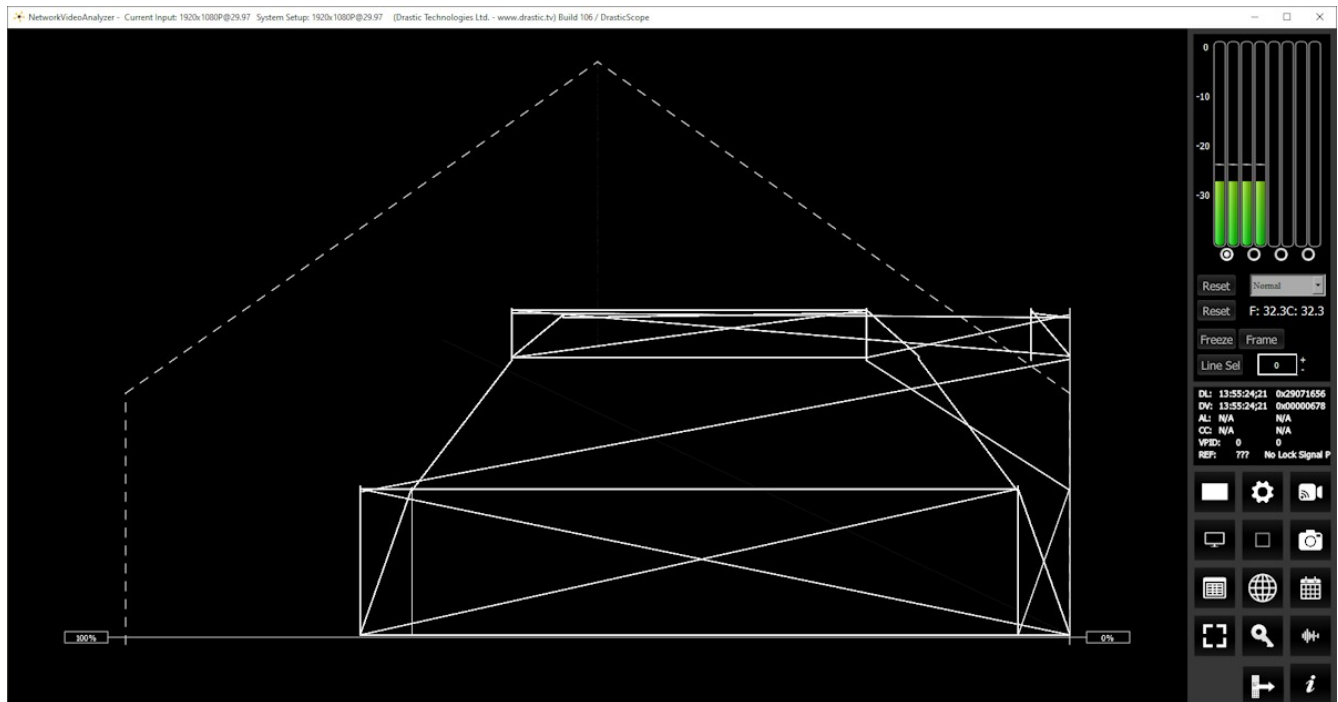 NetworkVideoAnalyzer - Current Input: 1920x1080P@29.97 System Setup: 1920x1080P@29.97 (Drastic Technologies Ltd. - www.drastic.tv) Build 106 / DrasticScope
0
-10
-20
-30
Reset Normal
Reset F: 32.3C: 32.3
Freeze Frame
Line Sel 0 + -
DL: 13:55:24;21 0x29071656
DV: 13:55:24;21 0x00000678
AL: N/A N/A
CC: N/A N/A
VPID: 0 0
REF: ??? No Lock Signal P
100% 0%